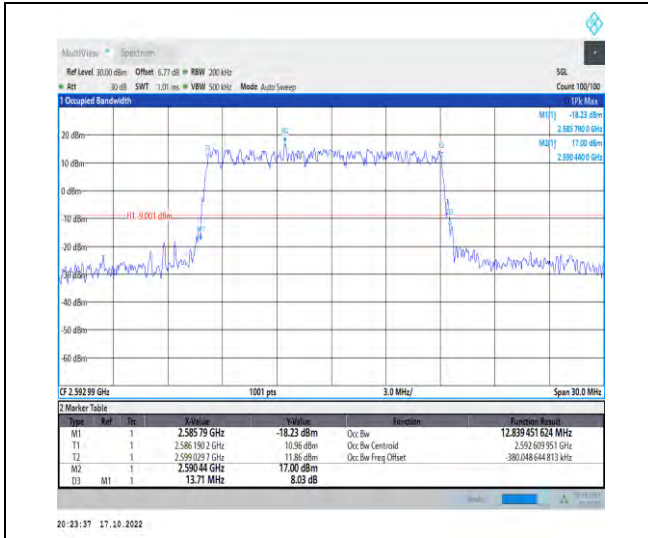 MultiView Spectrum
Ref Level 30.00 dBm Offset 6.77 dB RBW 200 kHz SGL
Att 30 dB SWT 1.01 ms VBW 500 kHz Mode Auto Sweep Count 100/100
1 Occupied Bandwidth 1Pk Max
M1[1] -18.23 dBm
2.585 790 0 GHz
M2[1] 17.00 dBm
2.590 440 0 GHz
20 dBm
10 dBm
0 dBm
-10 dBm
H1 -9.001 dBm
-20 dBm
-30 dBm
-40 dBm
-50 dBm
-60 dBm
M2
T2
CF 2.592 99 GHz 1001 pts 3.0 MHz/ Span 30.0 MHz
2 Marker Table
Type Ref Trc X-Value Y-Value Function Function Result
M1 1 2.585 79 GHz -18.23 dBm Occ Bw 12.839 451 624 MHz
T1 1 2.586 190 2 GHz 10.96 dBm Occ Bw Centroid 2.592 609 951 GHz
T2 1 2.599 029 7 GHz 11.86 dBm Occ Bw Freq Offset -380.048 644 813 kHz
M2 1 2.590 44 GHz 17.00 dBm
D3 M1 1 13.71 MHz 8.03 dB
20:23:37 17.10.2022